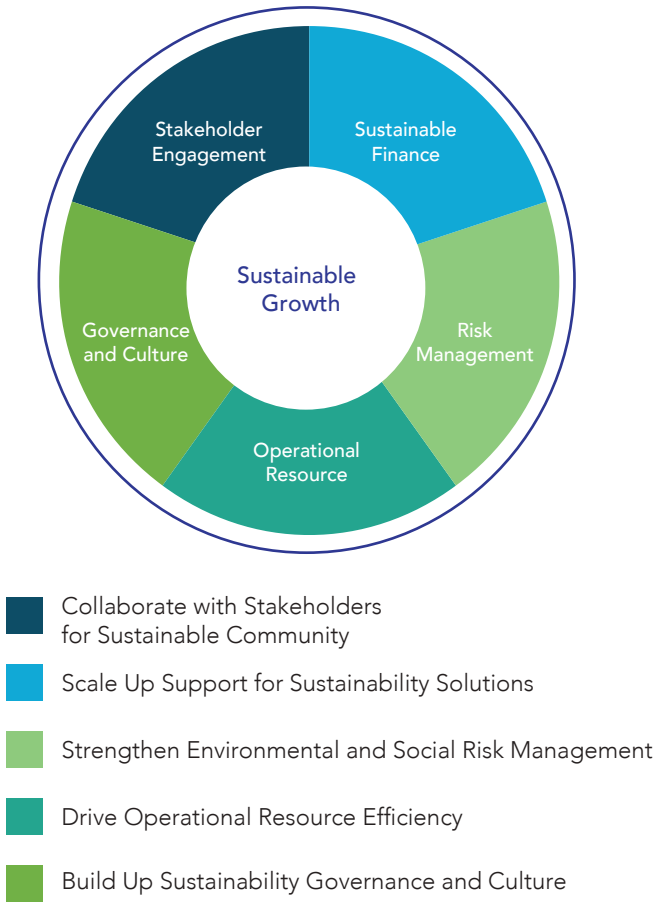 Stakeholder
Engagement
Sustainable
Finance
Sustainable
Growth
Governance
and Culture
Risk
Management
Operational
Resource
Collaborate with Stakeholders
for Sustainable Community
Scale Up Support for Sustainability Solutions
Strengthen Environmental and Social Risk Management
Drive Operational Resource Efficiency
Build Up Sustainability Governance and Culture